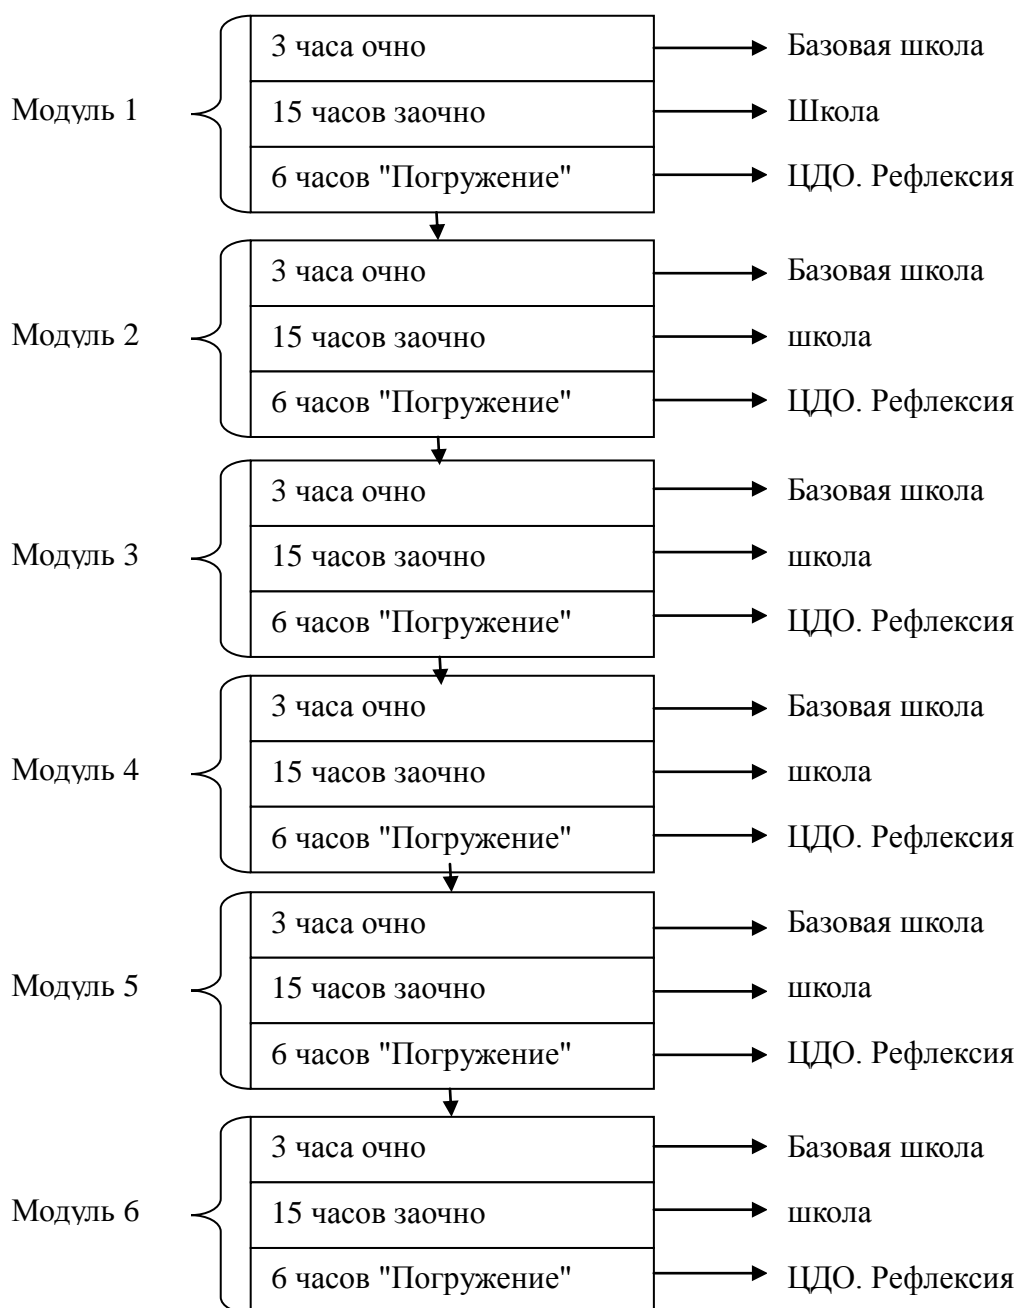 3 часа очно Базовая школа
Модуль 1 15 часов заочно Школа
6 часов "Погружение" ЦДО. Рефлексия
3 часа очно Базовая школа
Модуль 2 15 часов заочно школа
6 часов "Погружение" ЦДО. Рефлексия
3 часа очно Базовая школа
Модуль 3 15 часов заочно школа
6 часов "Погружение" ЦДО. Рефлексия
3 часа очно Базовая школа
Модуль 4 15 часов заочно школа
6 часов "Погружение" ЦДО. Рефлексия
3 часа очно Базовая школа
Модуль 5 15 часов заочно школа
6 часов "Погружение" ЦДО. Рефлексия
3 часа очно Базовая школа
Модуль 6 15 часов заочно школа
6 часов "Погружение" ЦДО. Рефлексия